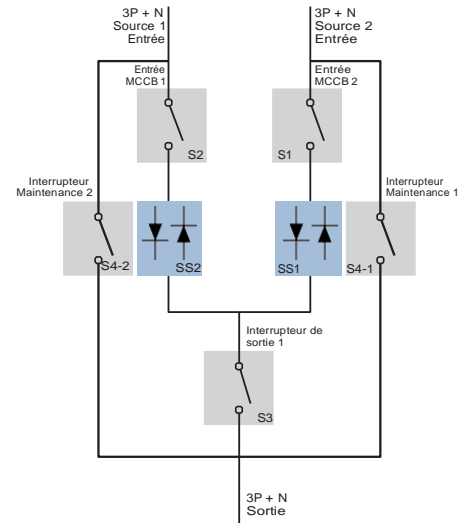 3P + N
Source 1
Entrée
3P + N
Source 2
Entrée
Entrée
MCCB 1
Entrée
MCCB 2
S2
S1
Interrupteur
Maintenance 2
Interrupteur
Maintenance 1
S4-2
SS2
SS1
S4-1
Interrupteur de
sortie 1
S3
3P + N
Sortie